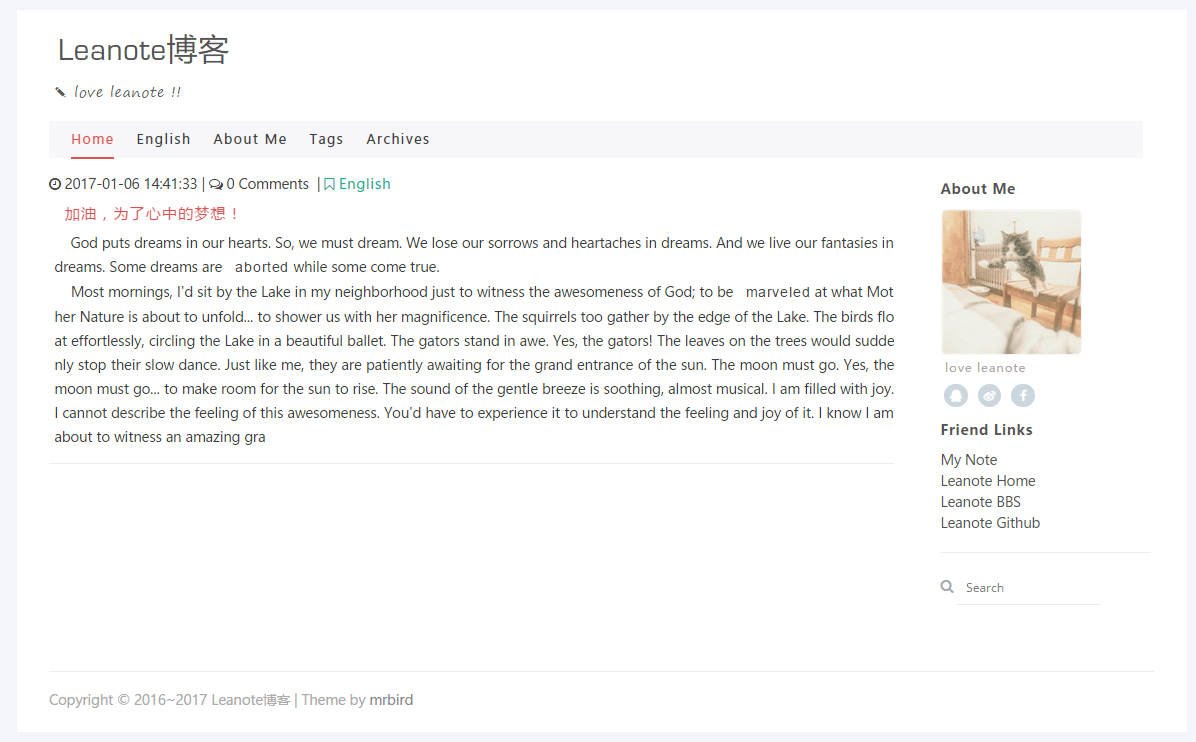 Leanote博客
love leanote !!
Home English About Me Tags Archives
2017-01-06 14:41:33 | 0 Comments | English
加油，为了心中的梦想！
God puts dreams in our hearts. So, we must dream. We lose our sorrows and heartaches in dreams. And we live our fantasies in
dreams. Some dreams are aborted while some come true.
Most mornings, I'd sit by the Lake in my neighborhood just to witness the awesomeness of God; to be marveled at what Mot
her Nature is about to unfold... to shower us with her magnificence. The squirrels too gather by the edge of the Lake. The birds flo
at effortlessly, circling the Lake in a beautiful ballet. The gators stand in awe. Yes, the gators! The leaves on the trees would sudde
nly stop their slow dance. Just like me, they are patiently awaiting for the grand entrance of the sun. The moon must go. Yes, the
moon must go... to make room for the sun to rise. The sound of the gentle breeze is soothing, almost musical. I am filled with joy.
I cannot describe the feeling of this awesomeness. You'd have to experience it to understand the feeling and joy of it. I know I am
about to witness an amazing gra
About Me
love leanote
Friend Links
My Note
Leanote Home
Leanote BBS
Leanote Github
Search
Copyright © 2016~2017 Leanote博客 | Theme by mrbird